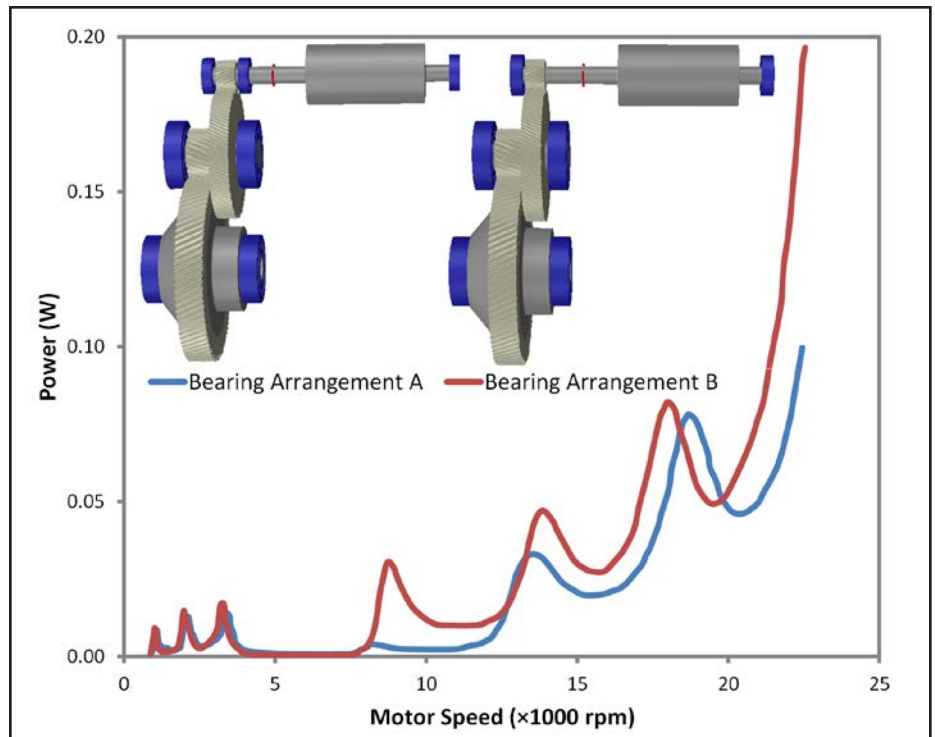 0.20
0.15
0.10
0.05
0.00
Power (W)
Bearing Arrangement A
Bearing Arrangement B
0
5
10
15
20
25
Motor Speed (×1000 rpm)